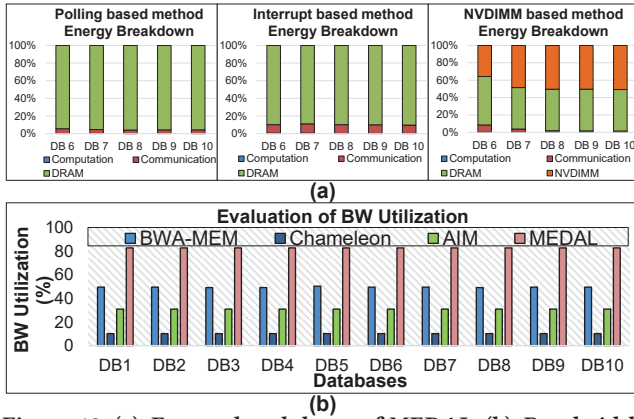 Polling based method
Energy Breakdown
100%
80%
60%
40%
20%
0%
DB 6 DB 7 DB 8 DB 9 DB 10
Computation Communication
DRAM
Interrupt based method
Energy Breakdown
100%
80%
60%
40%
20%
0%
DB 6 DB 7 DB 8 DB 9 DB 10
Computation Communication
DRAM
NVDIMM based method
Energy Breakdown
100%
80%
60%
40%
20%
0%
DB 6 DB 7 DB 8 DB 9 DB 10
Computation Communication
DRAM NVDIMM
(a)
Evaluation of BW Utilization
BWA-MEM Chameleon AIM MEDAL
BW Utilization
(%)
100
80
60
40
20
0
DB1 DB2 DB3 DB4 DB5 DB6 DB7 DB8 DB9 DB10
Databases
(b)